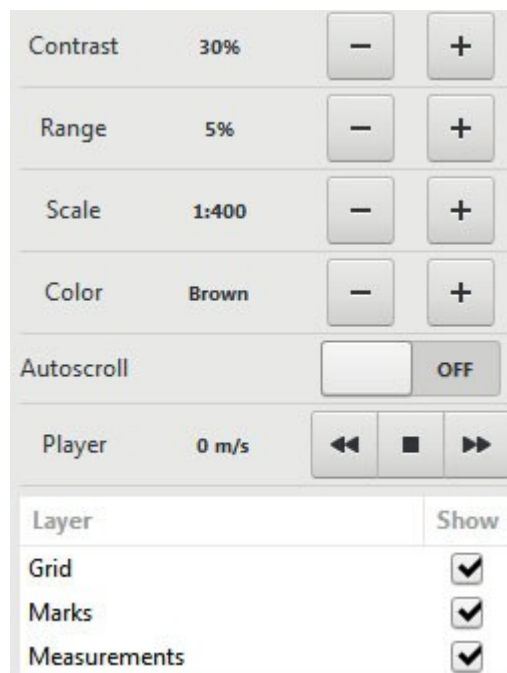 Contrast 30% − +
Range 5% − +
Scale 1:400 − +
Color Brown − +
Autoscroll OFF
Player 0 m/s
Layer Show
Grid
Marks
Measurements